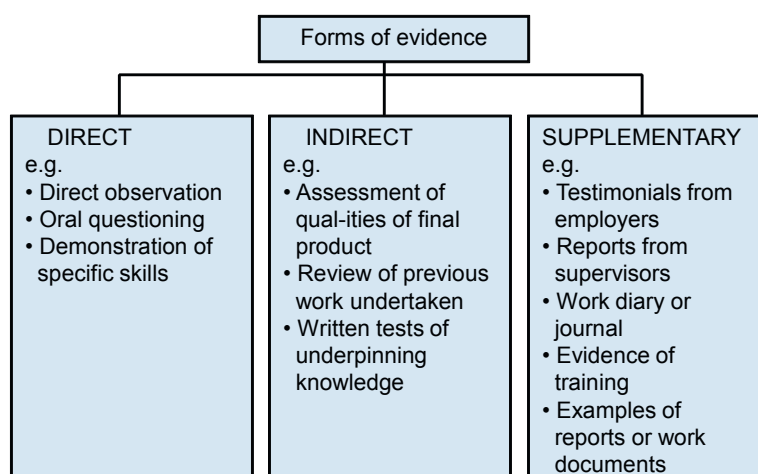 Forms of evidence
DIRECT
e.g.
• Direct observation
• Oral questioning
• Demonstration of
specific skills
INDIRECT
e.g.
• Assessment of
qual-ities of final
product
• Review of previous
work undertaken
• Written tests of
underpinning
knowledge
SUPPLEMENTARY
e.g.
• Testimonials from
employers
• Reports from
supervisors
• Work diary or
journal
• Evidence of
training
• Examples of
reports or work
documents